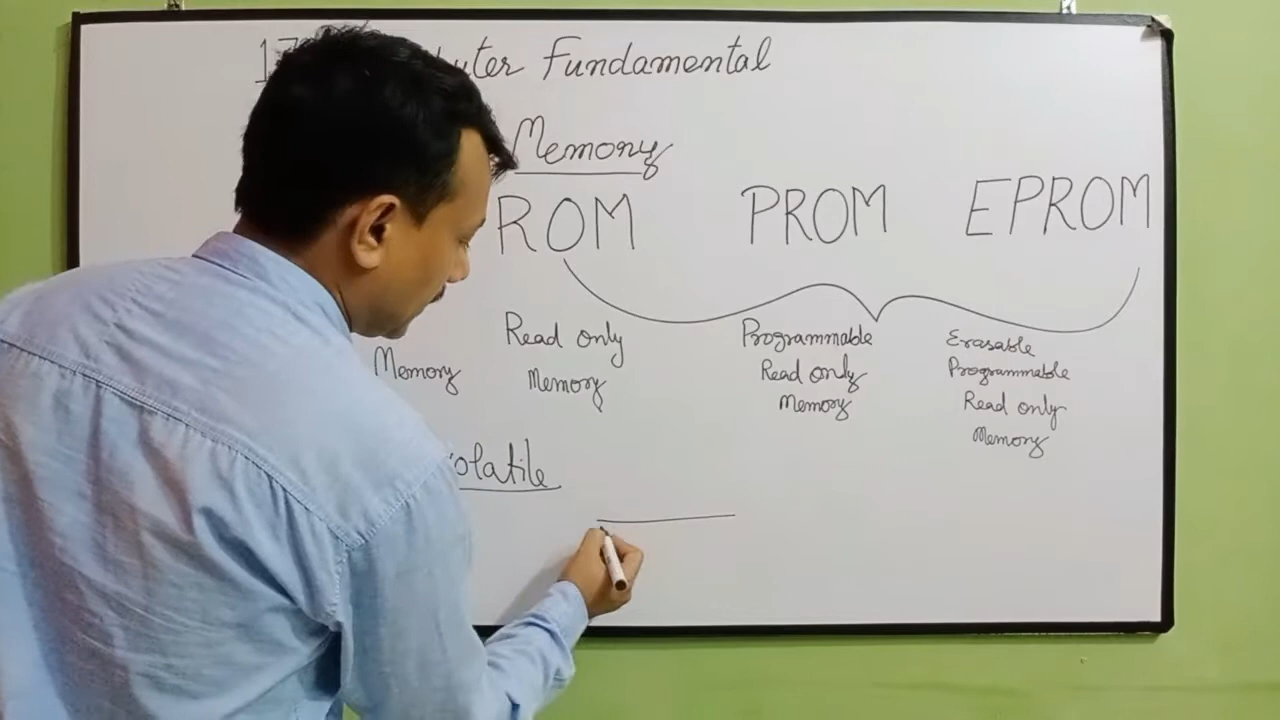 Fundamental
Memory
ROM PROM EPROM
Memory
Read only
Memory
Programmable
Read only
Memory
Erasable
Programmable
Read only
Memory